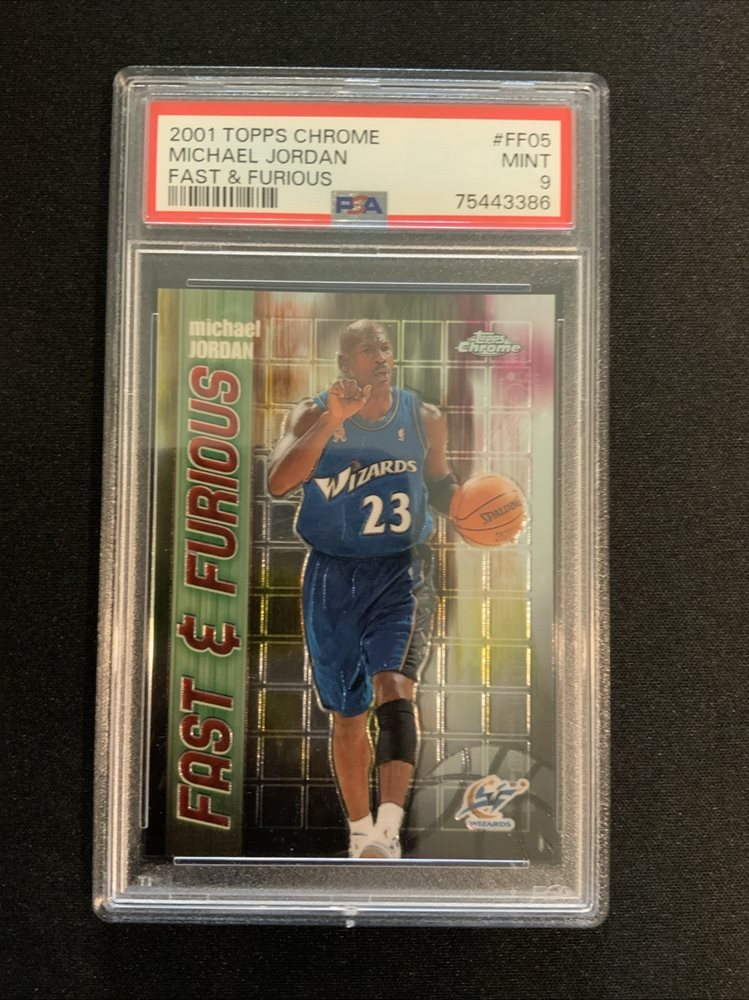 2001 TOPPS CHROME #FF05
MICHAEL JORDAN MINT
FAST & FURIOUS 9
PSA 75443386
michael
JORDAN
FAST & FURIOUS
Topps
Chrome
WIZARDS
23
SPALDING
WIZARDS